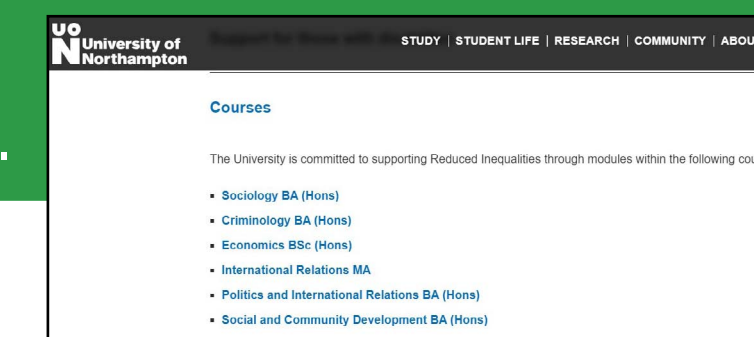 UO
N University of
Northampton
STUDY | STUDENT LIFE | RESEARCH | COMMUNITY | ABOU
Courses
The University is committed to supporting Reduced Inequalities through modules within the following cou
▪ Sociology BA (Hons)
▪ Criminology BA (Hons)
▪ Economics BSc (Hons)
▪ International Relations MA
▪ Politics and International Relations BA (Hons)
▪ Social and Community Development BA (Hons)